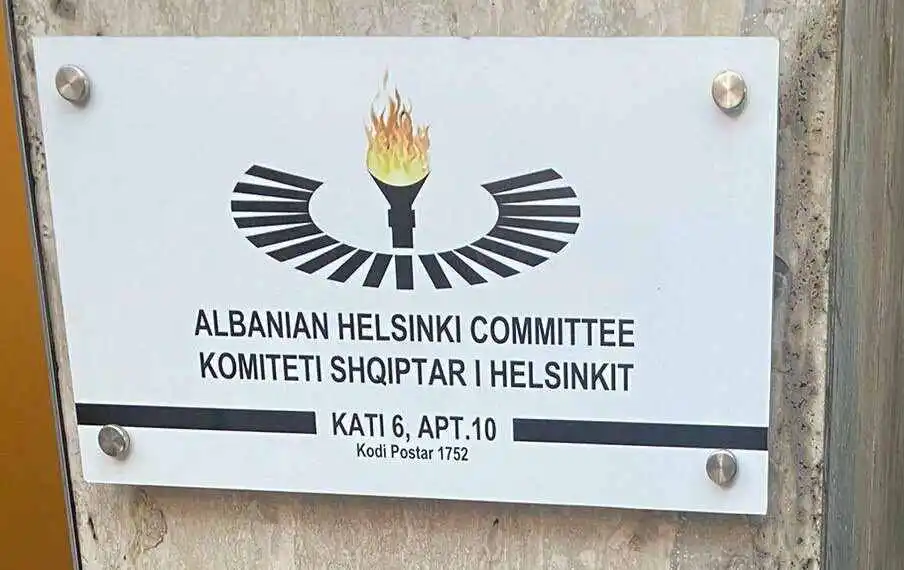 ALBANIAN HELSINKI COMMITTEE
KOMITETI SHQIPTAR I HELSINKIT
KATI 6, APT.10
Kodi Postar 1752